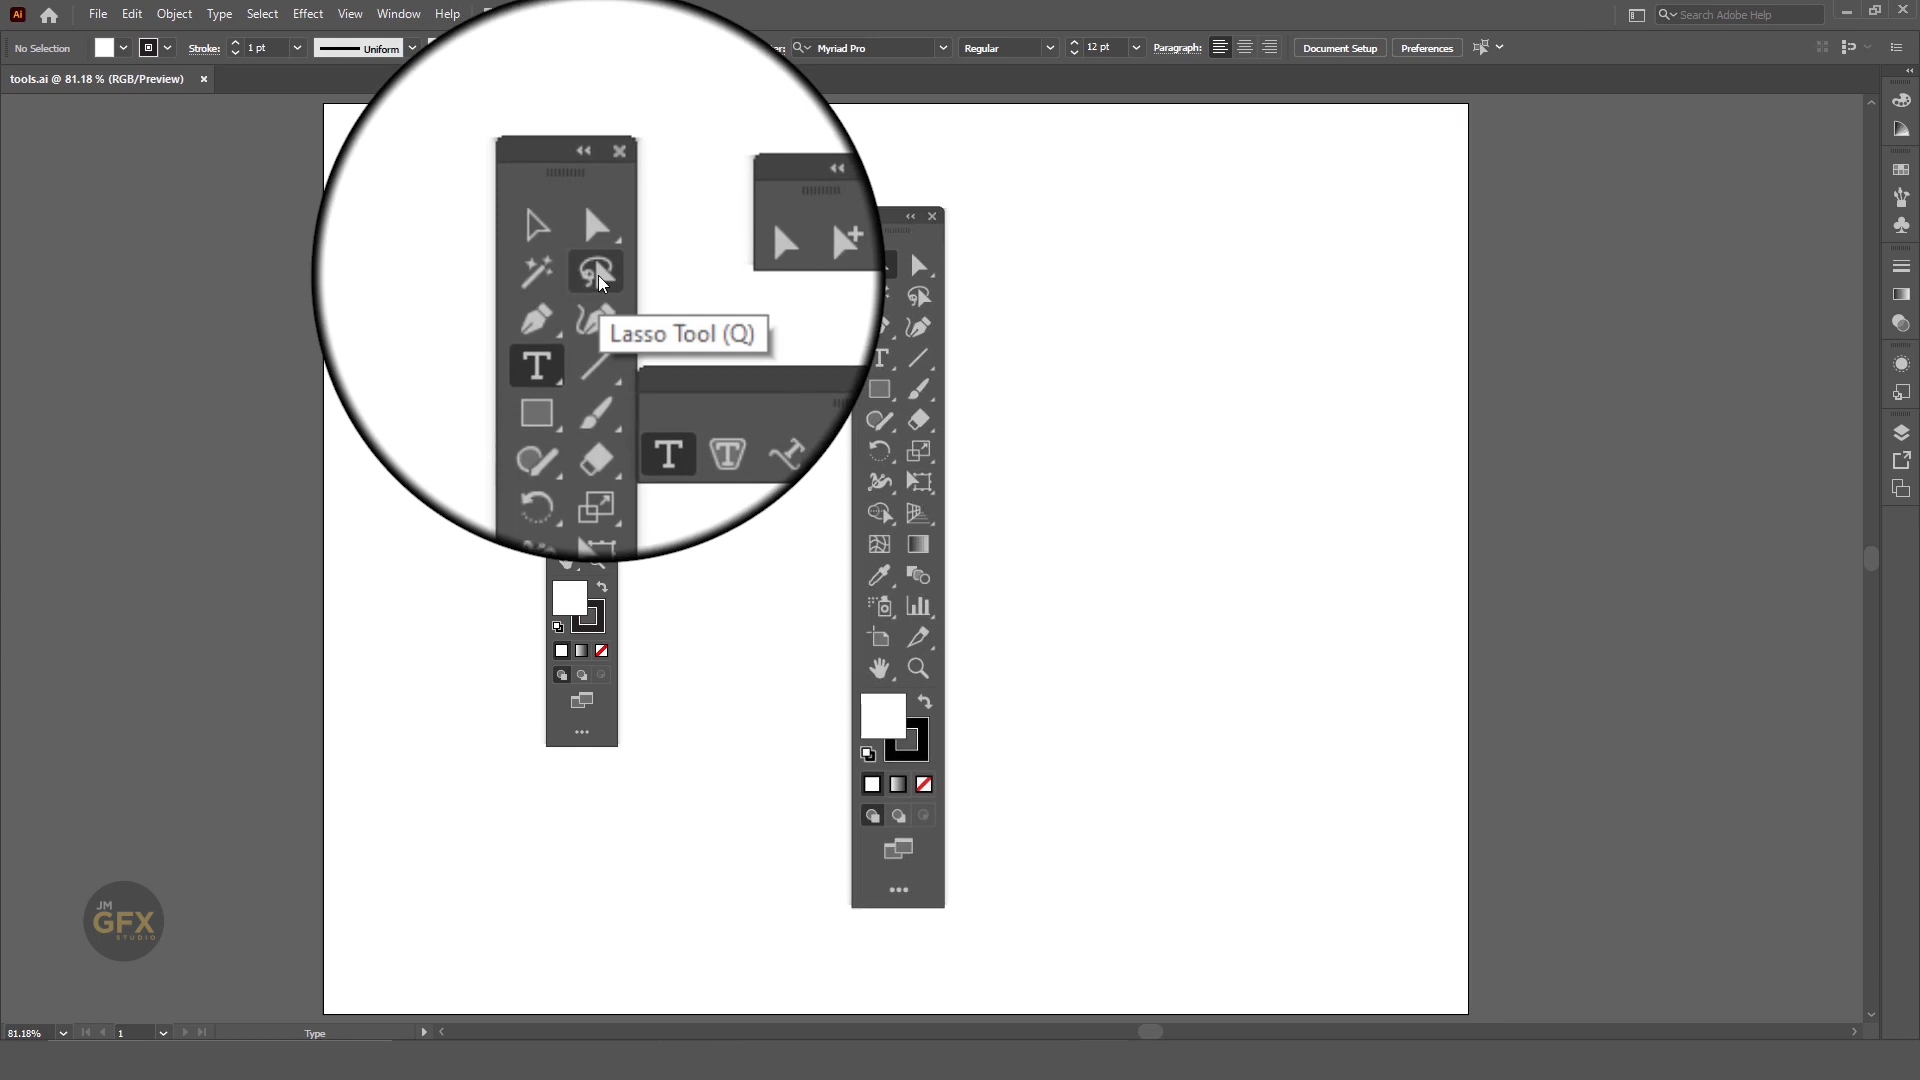 Ai File Edit Object Type Select Effect View Window Help Search Adobe Help
No Selection Stroke: 1 pt Uniform Myriad Pro Regular 12 pt Paragraph: Document Setup Preferences
tools.ai @ 81.18 % (RGB/Preview)
Lasso Tool (Q)
JM
GFX
STUDIO
81.18% 1 Type